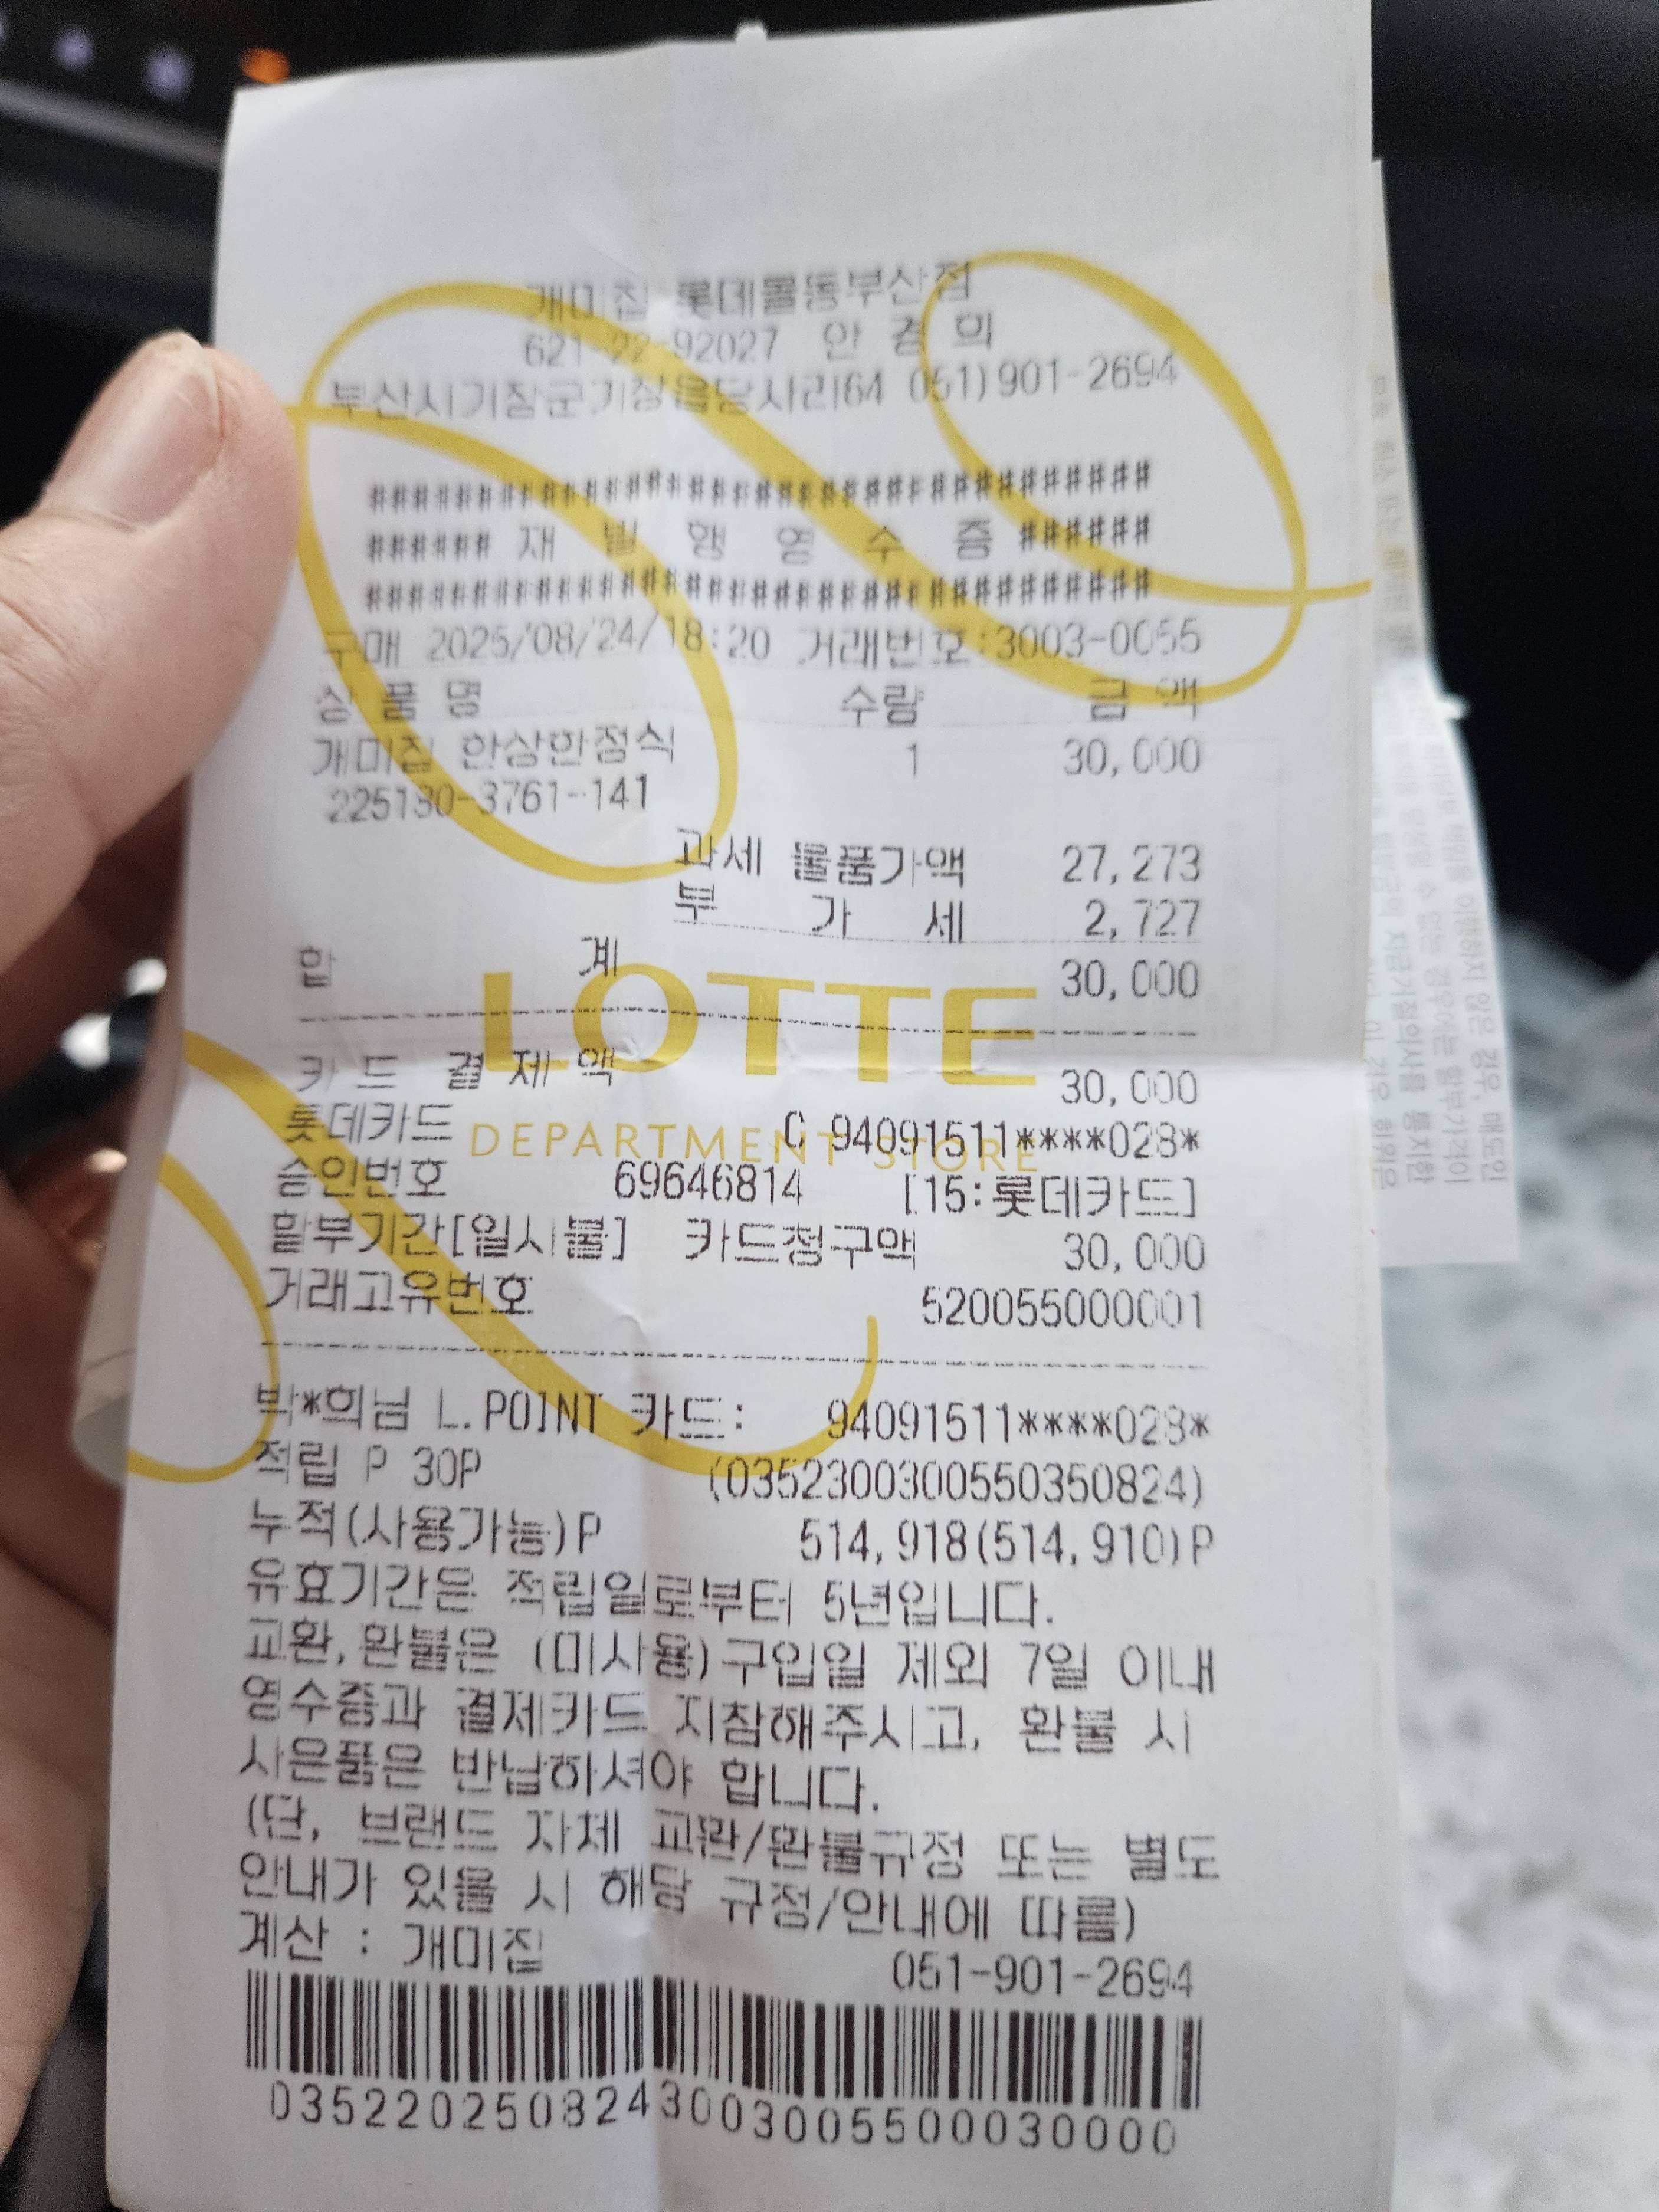 개미집 롯데몰동부산점
621-22-92027 안 경 희
부산시기장군기장읍당사리64 051)901-2694
####################################
###### 재 발 행 영 수 증 ######
####################################
구매 2025/08/24/18:20 거래번호:3003-0055
상 품 명 수량 금 액
개미집 한상한정식 1 30,000
225130-3761-141
과세 물품가액 27,273
부 가 세 2,727
합 계 30,000
LOTTE
카 드 결 제 액 30,000
DEPARTMENT STORE
롯데카드 C 94091511****028*
승인번호 69646814 [15:롯데카드]
할부기간[일시불] 카드청구액 30,000
거래고유번호 520055000001
박*희님 L.POINT 카드: 94091511****028*
적립 P 30P (0352300300550350824)
누적(사용가능)P 514,918(514,910)P
유효기간은 적립일로부터 5년입니다.
교환,환불은 (미사용)구입일 제외 7일 이내
영수증과 결제카드 지참해주시고, 환불 시
사은품은 반납하셔야 합니다.
(단, 브랜드 자체 교환/환불규정 또는 별도
안내가 있을 시 해당 규정/안내에 따름)
계산 : 개미집 051-901-2694
0352202508243003005500030000